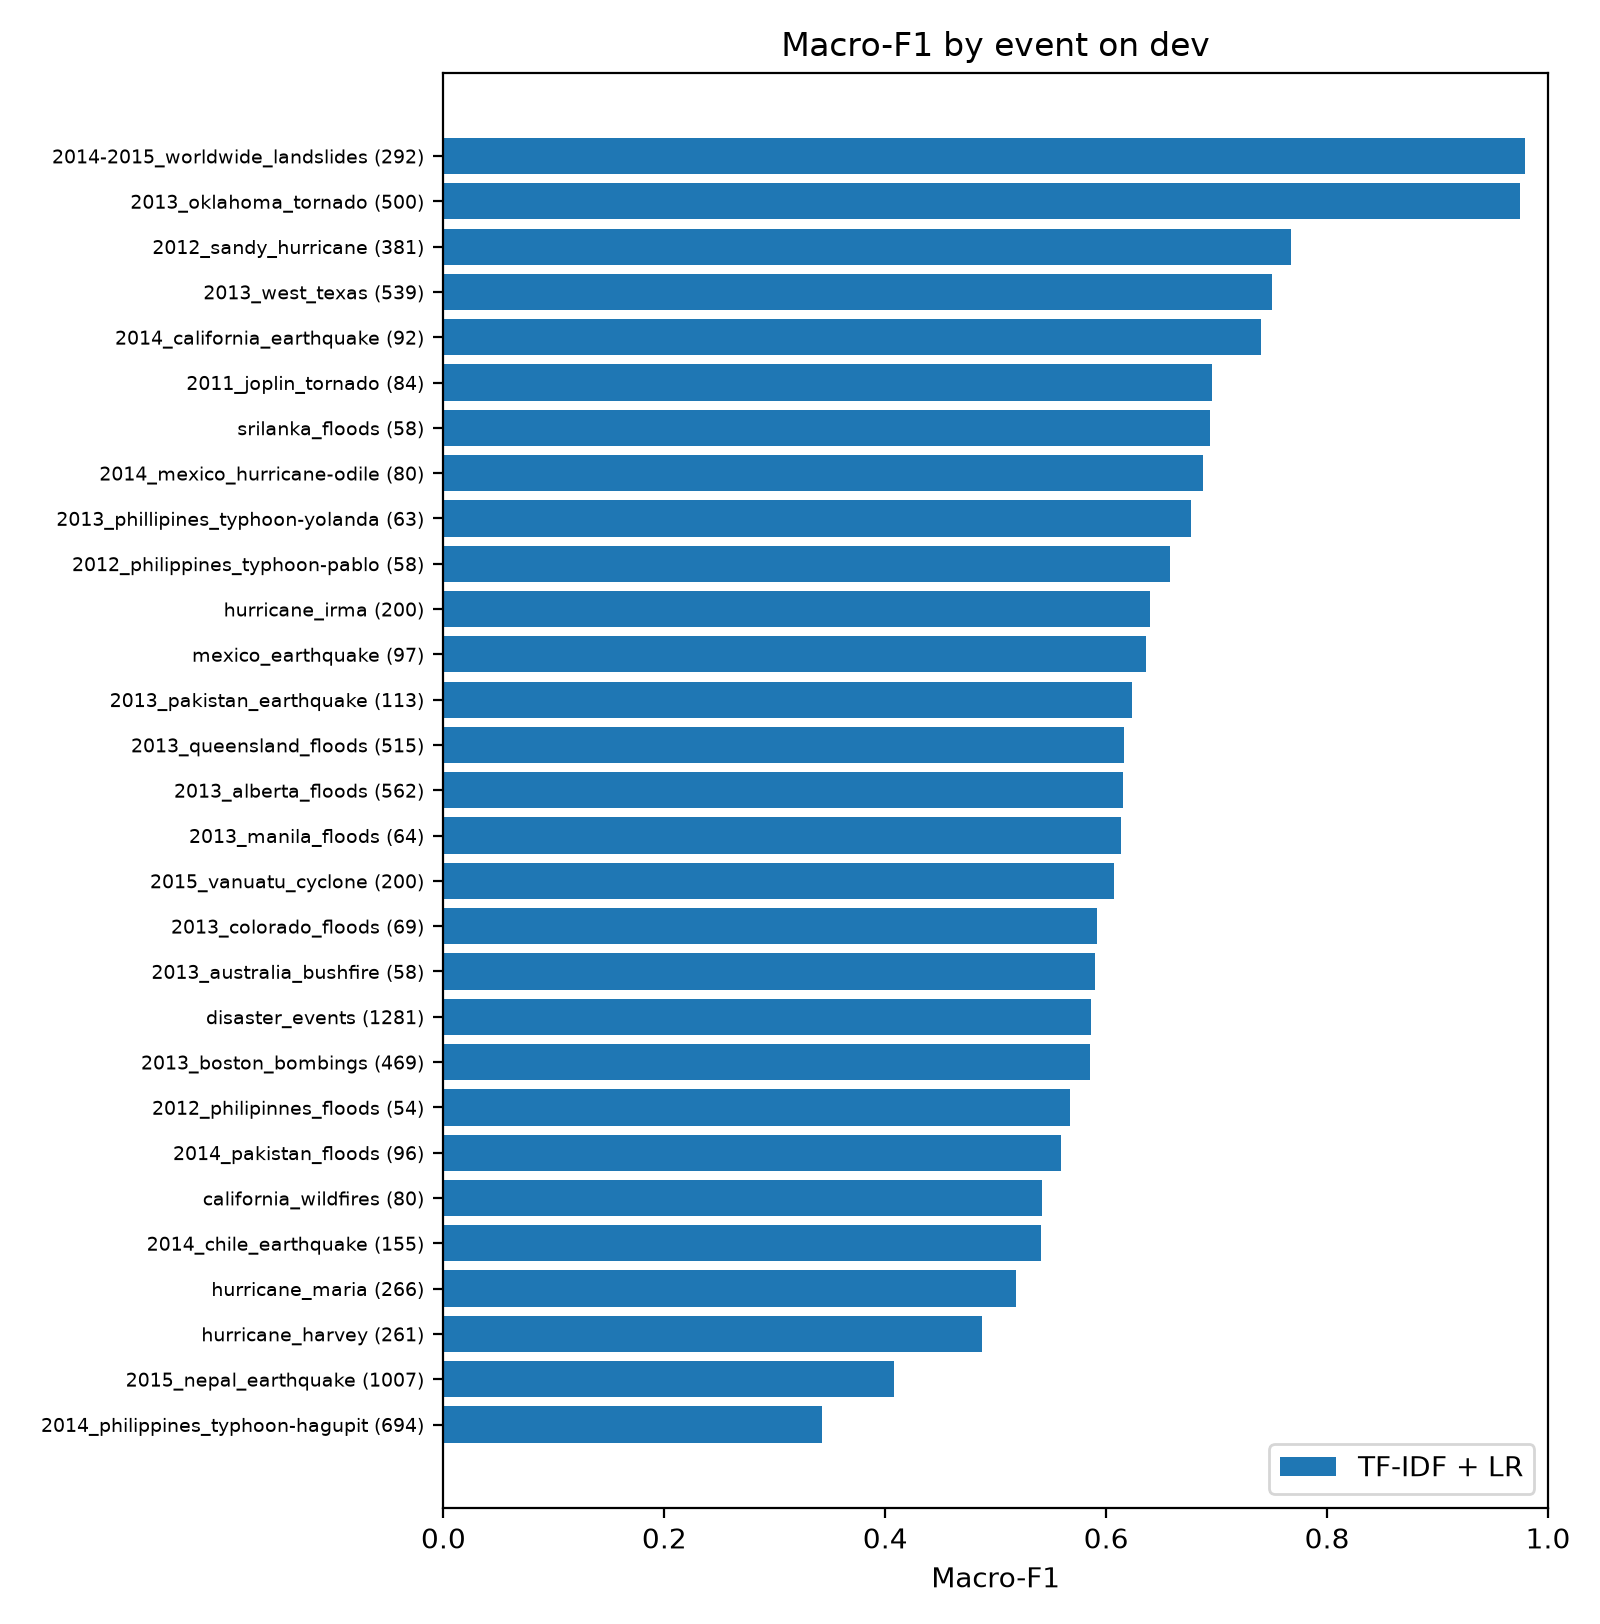 Macro-F1 by event on dev
2014-2015_worldwide_landslides (292)
2013_oklahoma_tornado (500)
2012_sandy_hurricane (381)
2013_west_texas (539)
2014_california_earthquake (92)
2011_joplin_tornado (84)
srilanka_floods (58)
2014_mexico_hurricane-odile (80)
2013_phillipines_typhoon-yolanda (63)
2012_philippines_typhoon-pablo (58)
hurricane_irma (200)
mexico_earthquake (97)
2013_pakistan_earthquake (113)
2013_queensland_floods (515)
2013_alberta_floods (562)
2013_manila_floods (64)
2015_vanuatu_cyclone (200)
2013_colorado_floods (69)
2013_australia_bushfire (58)
disaster_events (1281)
2013_boston_bombings (469)
2012_philipinnes_floods (54)
2014_pakistan_floods (96)
california_wildfires (80)
2014_chile_earthquake (155)
hurricane_maria (266)
hurricane_harvey (261)
2015_nepal_earthquake (1007)
2014_philippines_typhoon-hagupit (694)
TF-IDF + LR
0.0 0.2 0.4 0.6 0.8 1.0
Macro-F1